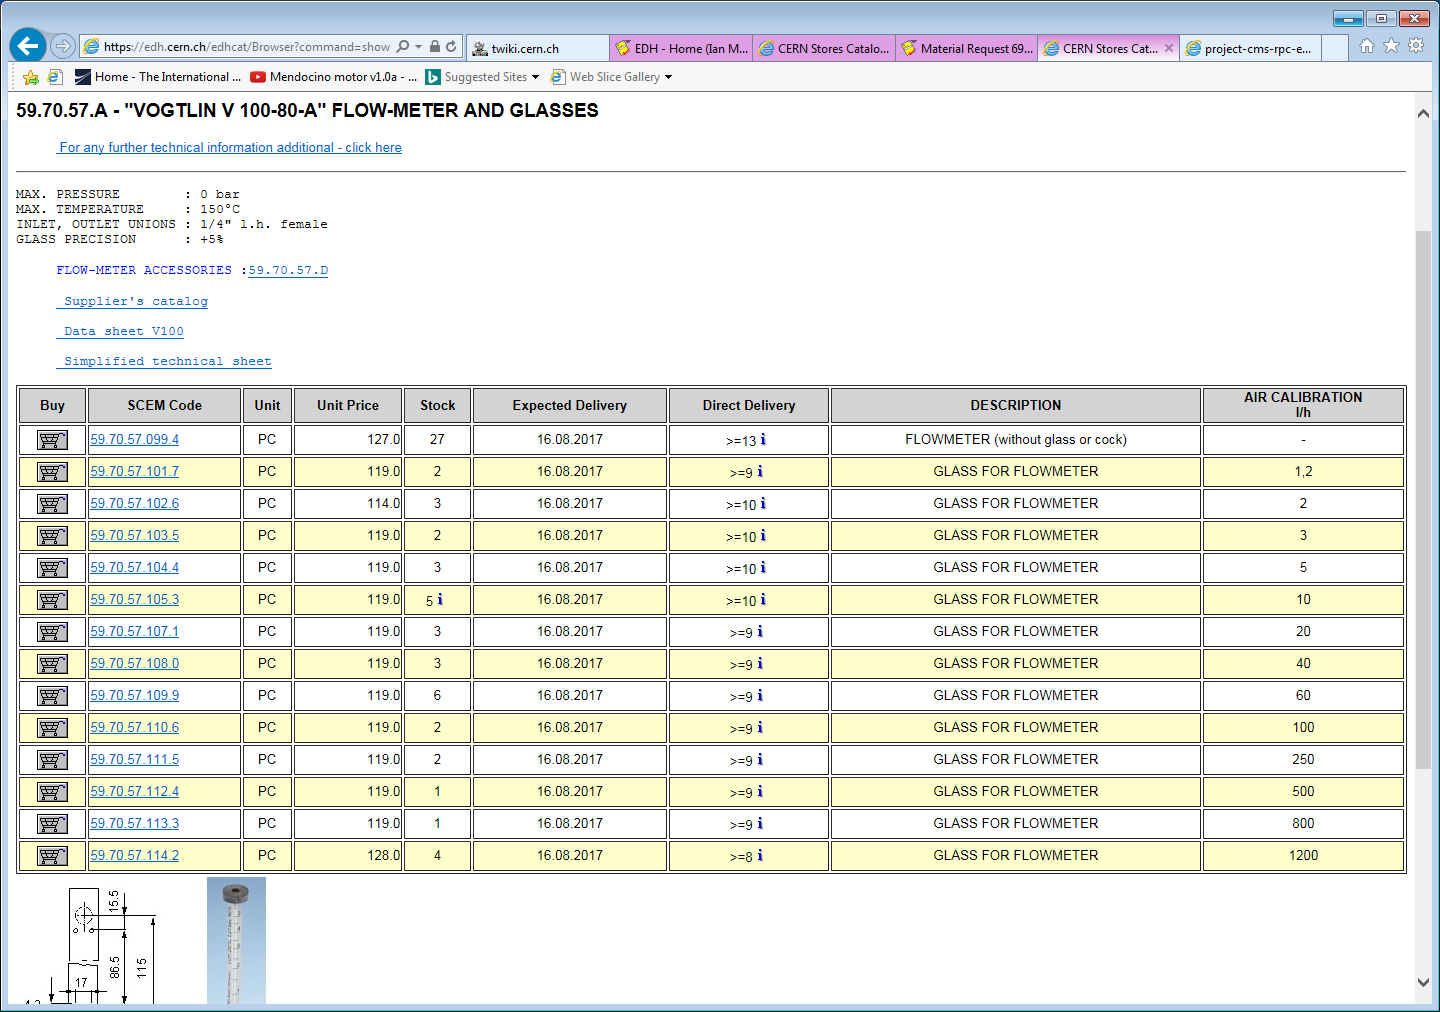 https://edh.cern.ch/edhcat/Browser?command=show
twiki.cern.ch
EDH - Home (Ian M...
CERN Stores Catalo...
Material Request 69...
CERN Stores Cat...
project-cms-rpc-e...
Home - The International ...
Mendocino motor v1.0a - ...
Suggested Sites
Web Slice Gallery
59.70.57.A - "VOGTLIN V 100-80-A" FLOW-METER AND GLASSES
For any further technical information additional - click here
MAX. PRESSURE : 0 bar
MAX. TEMPERATURE : 150°C
INLET, OUTLET UNIONS : 1/4" l.h. female
GLASS PRECISION : +5%
FLOW-METER ACCESSORIES :59.70.57.D
Supplier's catalog
Data sheet V100
Simplified technical sheet
Buy SCEM Code Unit Unit Price Stock Expected Delivery Direct Delivery DESCRIPTION AIR CALIBRATION
l/h
59.70.57.099.4 PC 127.0 27 16.08.2017 >=13 i FLOWMETER (without glass or cock) -
59.70.57.101.7 PC 119.0 2 16.08.2017 >=9 i GLASS FOR FLOWMETER 1,2
59.70.57.102.6 PC 114.0 3 16.08.2017 >=10 i GLASS FOR FLOWMETER 2
59.70.57.103.5 PC 119.0 2 16.08.2017 >=10 i GLASS FOR FLOWMETER 3
59.70.57.104.4 PC 119.0 3 16.08.2017 >=10 i GLASS FOR FLOWMETER 5
59.70.57.105.3 PC 119.0 5 i 16.08.2017 >=10 i GLASS FOR FLOWMETER 10
59.70.57.107.1 PC 119.0 3 16.08.2017 >=9 i GLASS FOR FLOWMETER 20
59.70.57.108.0 PC 119.0 3 16.08.2017 >=9 i GLASS FOR FLOWMETER 40
59.70.57.109.9 PC 119.0 6 16.08.2017 >=9 i GLASS FOR FLOWMETER 60
59.70.57.110.6 PC 119.0 2 16.08.2017 >=9 i GLASS FOR FLOWMETER 100
59.70.57.111.5 PC 119.0 2 16.08.2017 >=9 i GLASS FOR FLOWMETER 250
59.70.57.112.4 PC 119.0 1 16.08.2017 >=9 i GLASS FOR FLOWMETER 500
59.70.57.113.3 PC 119.0 1 16.08.2017 >=9 i GLASS FOR FLOWMETER 800
59.70.57.114.2 PC 128.0 4 16.08.2017 >=8 i GLASS FOR FLOWMETER 1200
15.5
86.5
115
17